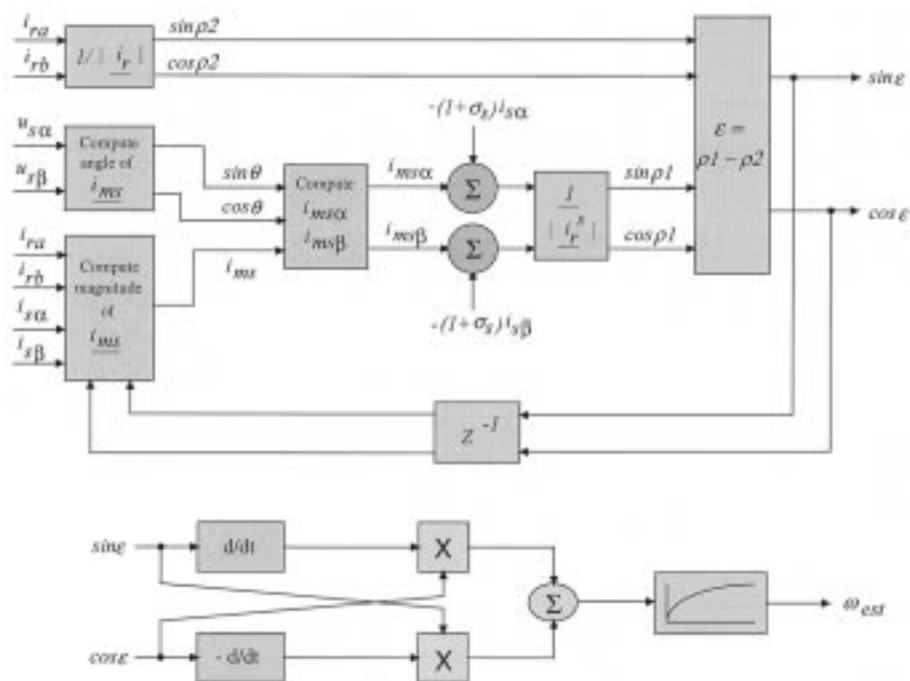 i_ra
i_rb
1/| i_r |
sinρ2
cosρ2
u_sα
u_sβ
Compute
angle of
i_ms
sinθ
cosθ
i_ra
i_rb
i_sα
i_sβ
Compute
magnitude
of
i_ms
i_ms
Compute
i_msα
i_msβ
i_msα
i_msβ
-(1+σ_s) i_sα
Σ
Σ
-(1+σ_s) i_sβ
1
| i_r^s |
sinρ1
cosρ1
ε =
ρ1 − ρ2
sinε
cosε
Z^-1
sinε
d/dt
X
cosε
- d/dt
X
Σ
ω_est